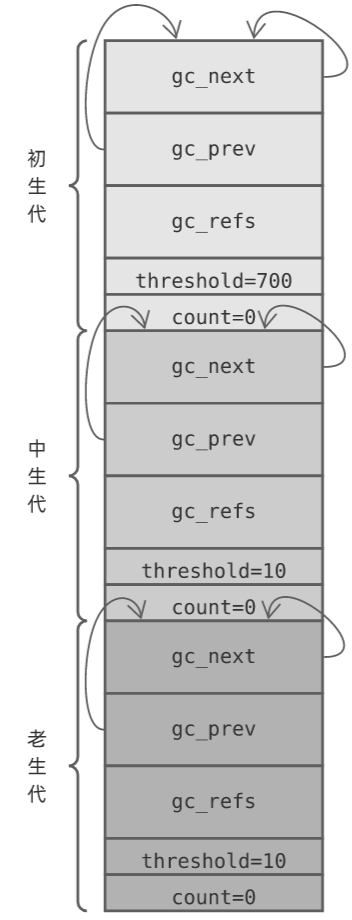 初生代
gc_next
gc_prev
gc_refs
threshold=700
count=0
中生代
gc_next
gc_prev
gc_refs
threshold=10
count=0
老生代
gc_next
gc_prev
gc_refs
threshold=10
count=0